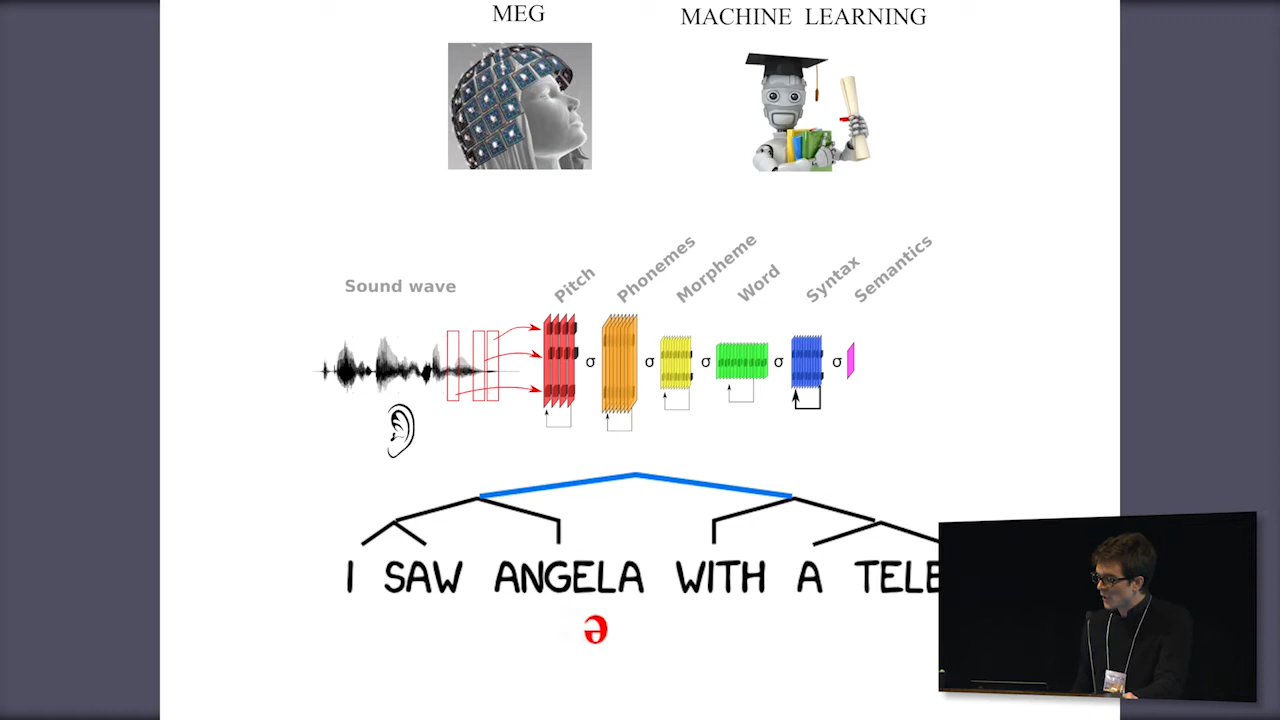 MEG
MACHINE LEARNING
Sound wave
Pitch
Phonemes
Morpheme
Word
Syntax
Semantics
σ σ σ σ σ
I SAW ANGELA WITH A TELE
ə